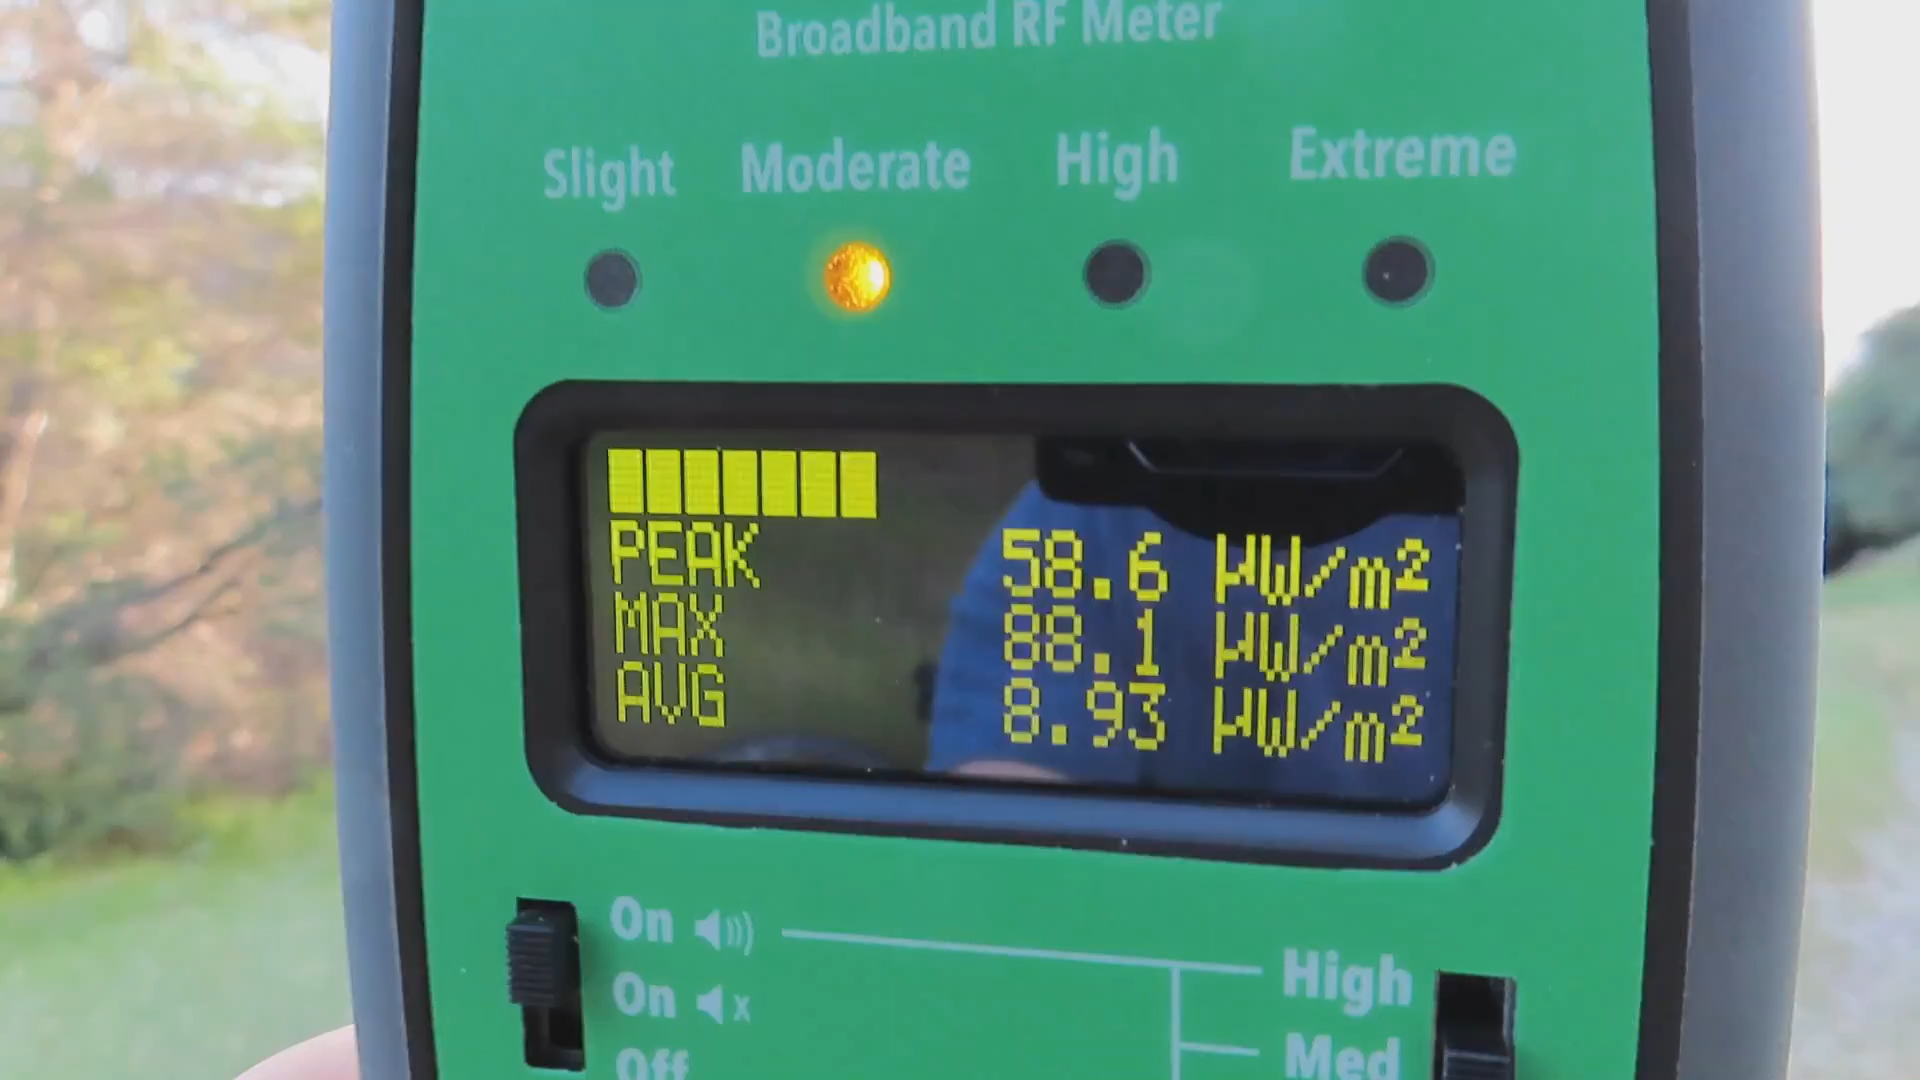 Broadband RF Meter
Slight Moderate High Extreme
PEAK 58.6 µW/m²
MAX 88.1 µW/m²
AVG 8.93 µW/m²
On
On x
Off
High
Med